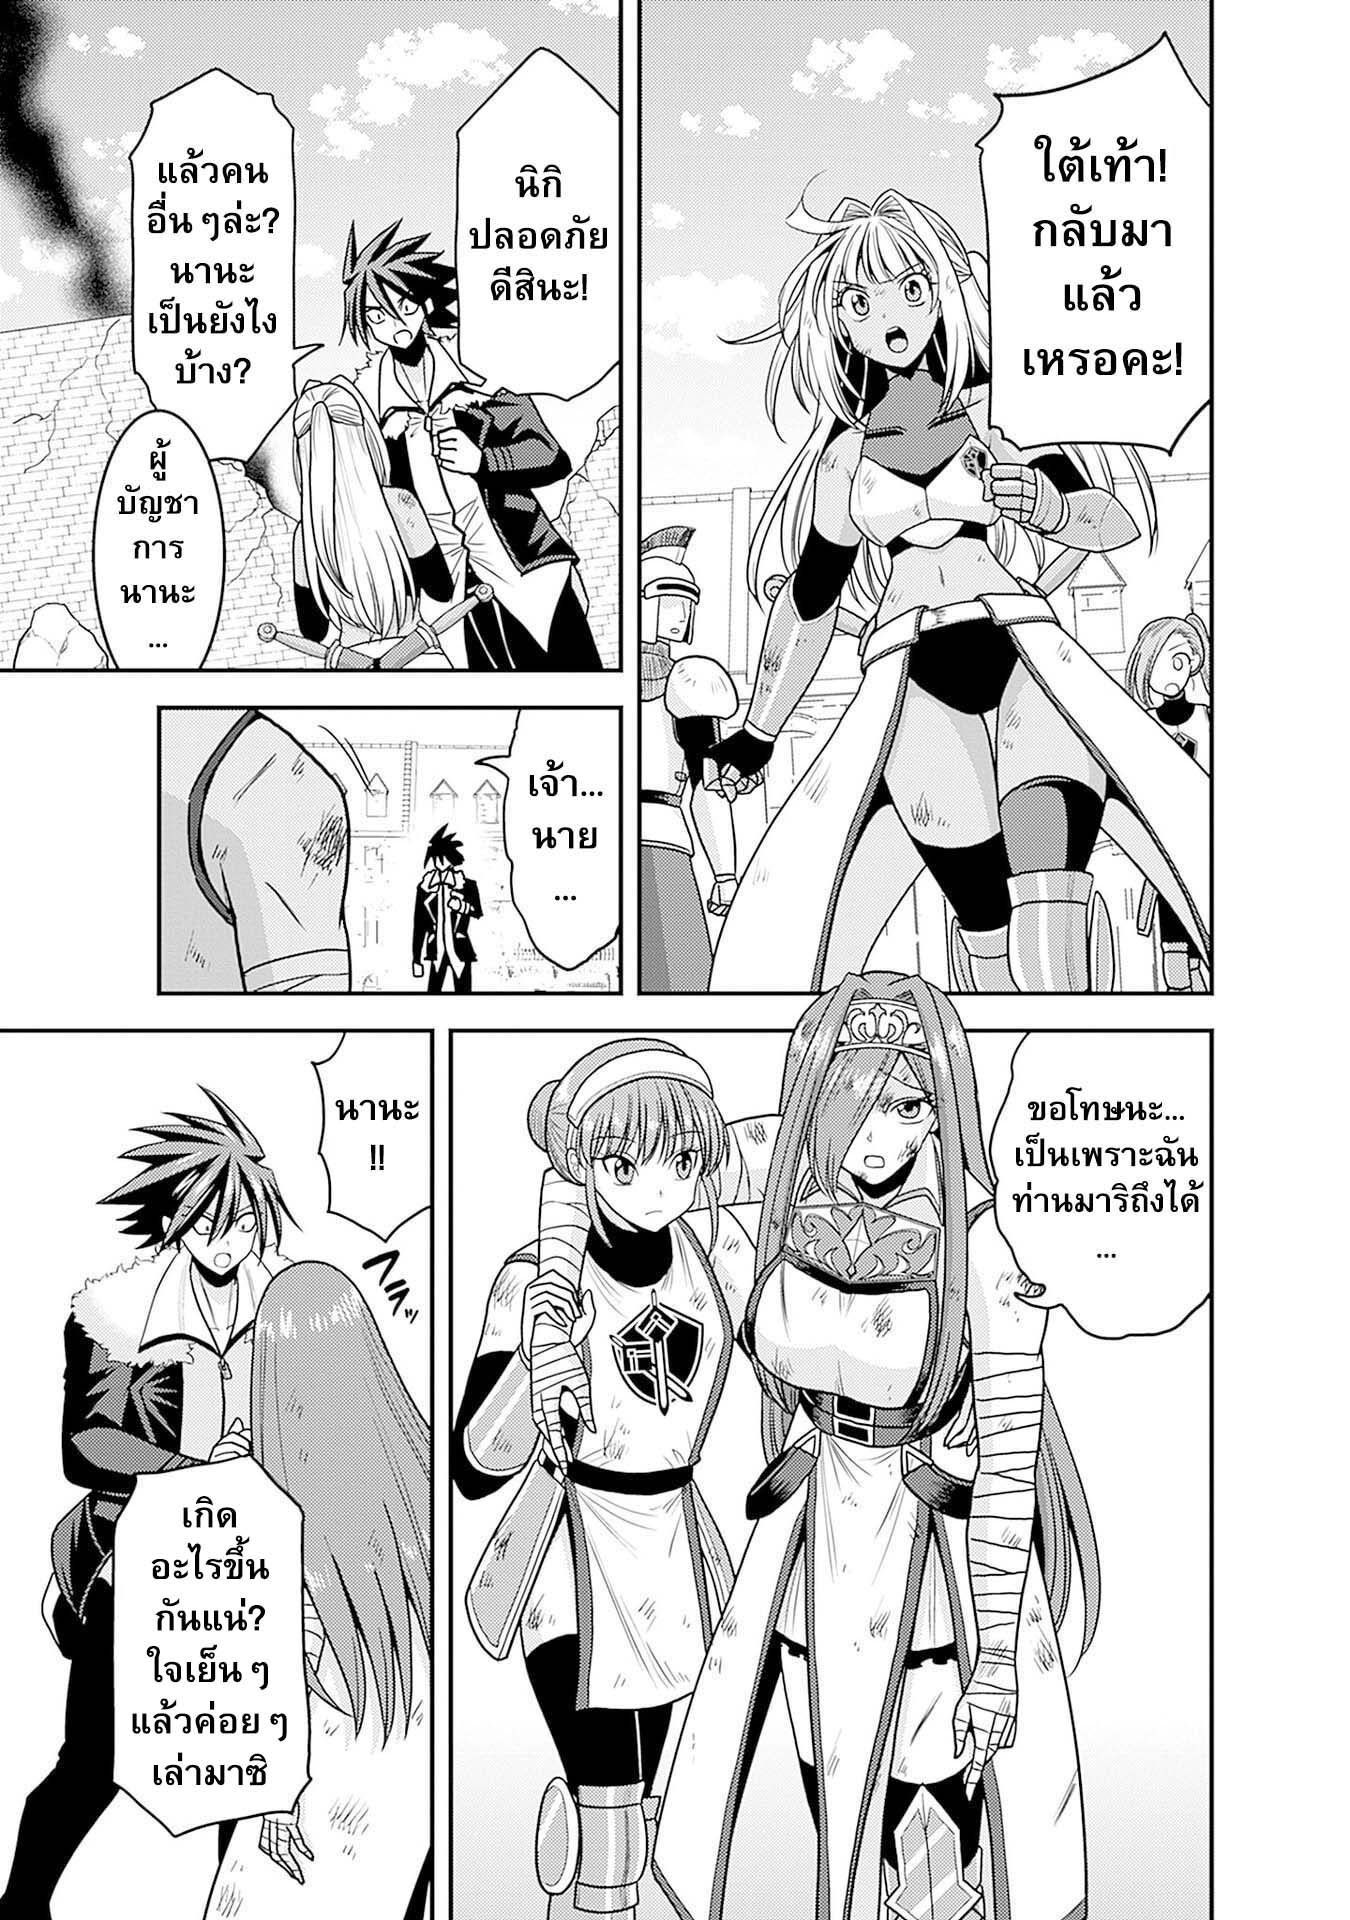 ใต้เท้า!
กลับมา
แล้ว
เหรอคะ!
นิกิ
ปลอดภัย
ดีสินะ!
แล้วคน
อื่น ๆล่ะ?
นานะ
เป็นยังไง
บ้าง?
ผู้
บัญชา
การ
นานะ
...
เจ้า...
นาย
...
ขอโทษนะ...
เป็นเพราะฉัน
ท่านมาริถึงได้
...
นานะ
!!
ヘタッ
เกิด
อะไรขึ้น
กันแน่?
ใจเย็น ๆ
แล้วค่อย ๆ
เล่ามาซิ